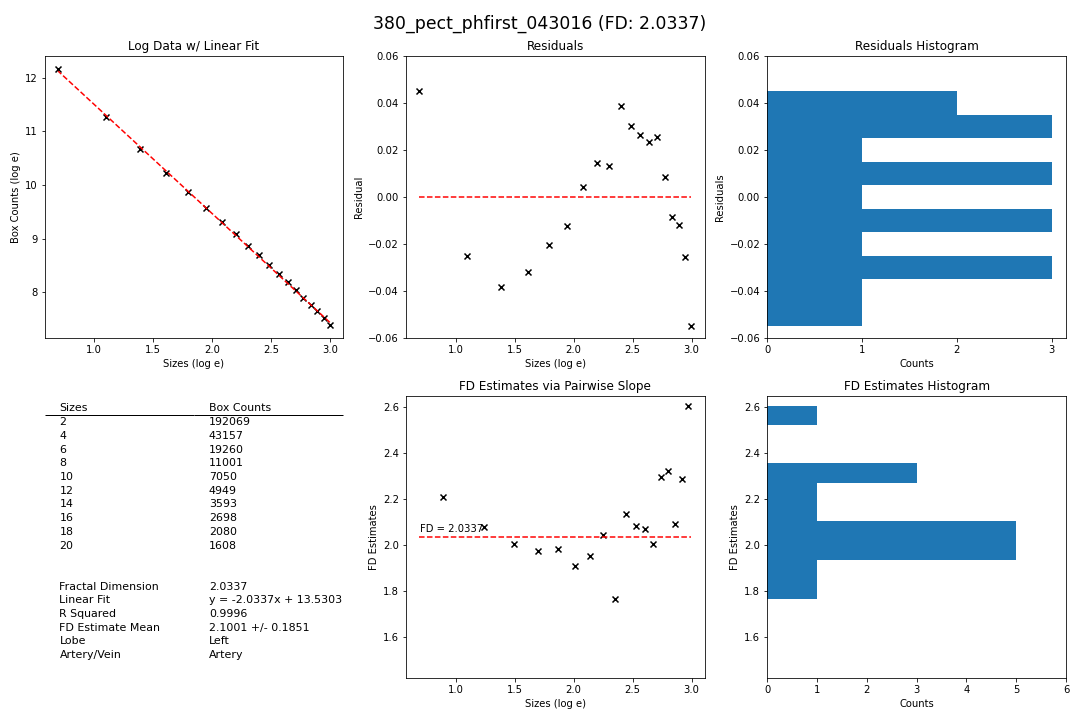 380_pect_phfirst_043016 (FD: 2.0337)
Log Data w/ Linear Fit
12
11
10
9
8
Box Counts (log e)
1.0 1.5 2.0 2.5 3.0
Sizes (log e)
Residuals
0.06
0.04
0.02
0.00
−0.02
−0.04
−0.06
Residual
1.0 1.5 2.0 2.5 3.0
Sizes (log e)
Residuals Histogram
0.06
0.04
0.02
0.00
−0.02
−0.04
−0.06
Residuals
0 1 2 3
Counts
Sizes Box Counts
2 192069
4 43157
6 19260
8 11001
10 7050
12 4949
14 3593
16 2698
18 2080
20 1608
Fractal Dimension 2.0337
Linear Fit y = -2.0337x + 13.5303
R Squared 0.9996
FD Estimate Mean 2.1001 +/- 0.1851
Lobe Left
Artery/Vein Artery
FD Estimates via Pairwise Slope
2.6
2.4
2.2
2.0
1.8
1.6
FD Estimates
FD = 2.0337
1.0 1.5 2.0 2.5 3.0
Sizes (log e)
FD Estimates Histogram
2.6
2.4
2.2
2.0
1.8
1.6
FD Estimates
0 1 2 3 4 5 6
Counts